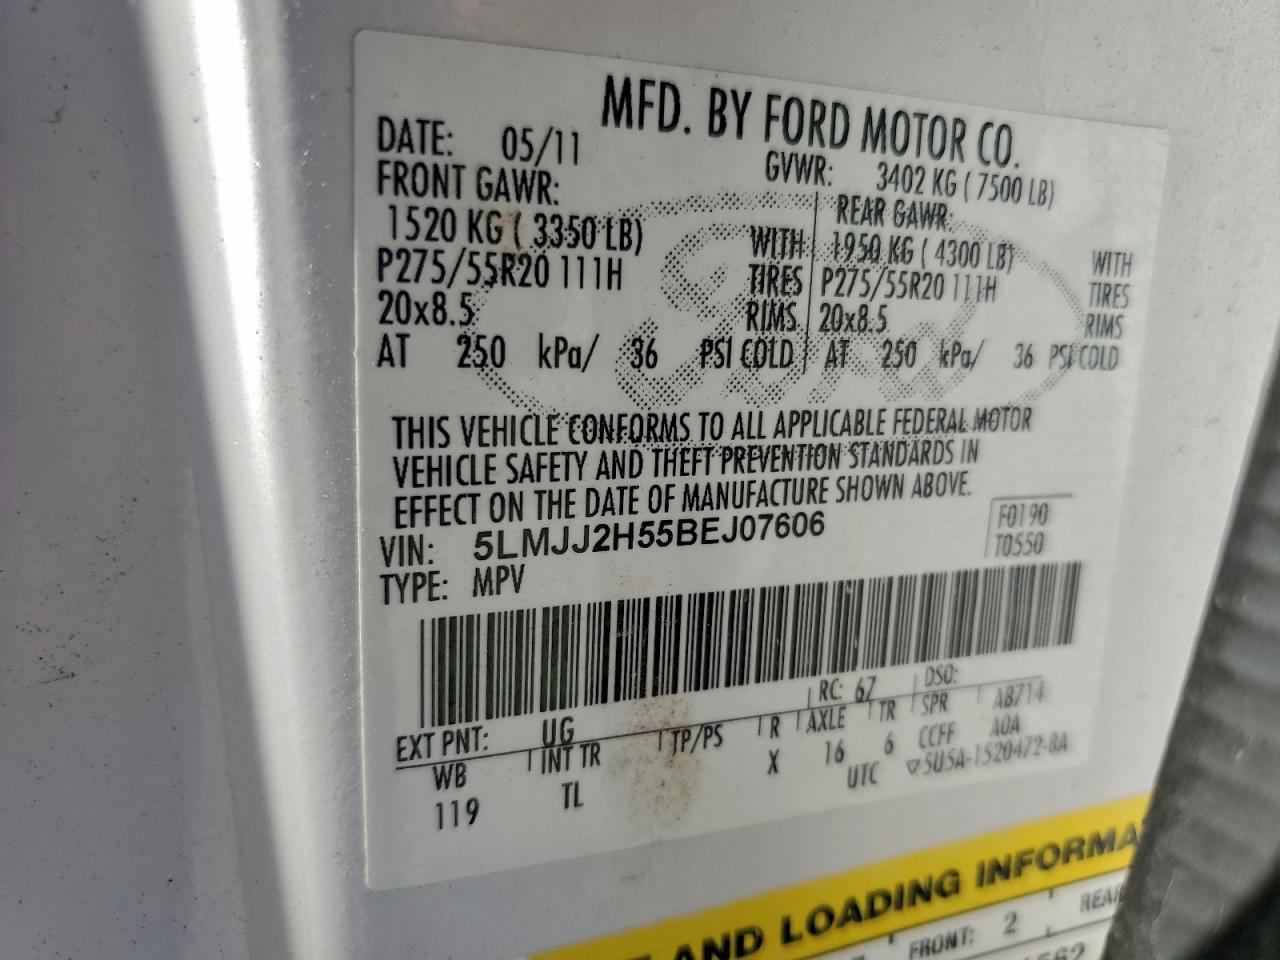 MFD. BY FORD MOTOR CO.
DATE: 05/11 GVWR: 3402 KG ( 7500 LB)
FRONT GAWR: REAR GAWR:
1520 KG ( 3350 LB) WITH 1950 KG ( 4300 LB) WITH
P275/55R20 111H TIRES P275/55R20 111H TIRES
20x8.5 RIMS 20x8.5 RIMS
AT 250 kPa/ 36 PSI COLD AT 250 kPa/ 36 PSI COLD
Ford
THIS VEHICLE CONFORMS TO ALL APPLICABLE FEDERAL MOTOR
VEHICLE SAFETY AND THEFT PREVENTION STANDARDS IN
EFFECT ON THE DATE OF MANUFACTURE SHOWN ABOVE.
VIN: 5LMJJ2H55BEJ07606 F0190
TYPE: MPV T0550
RC: 67 DSO:
EXT PNT: UG AB714
WB INT TR TP/PS R AXLE TR SPR AOA
119 TL X 16 6 CCFF
UTC ▽5U5A-1520472-BA
AND LOADING INFORMA
FRONT: 2 REAR